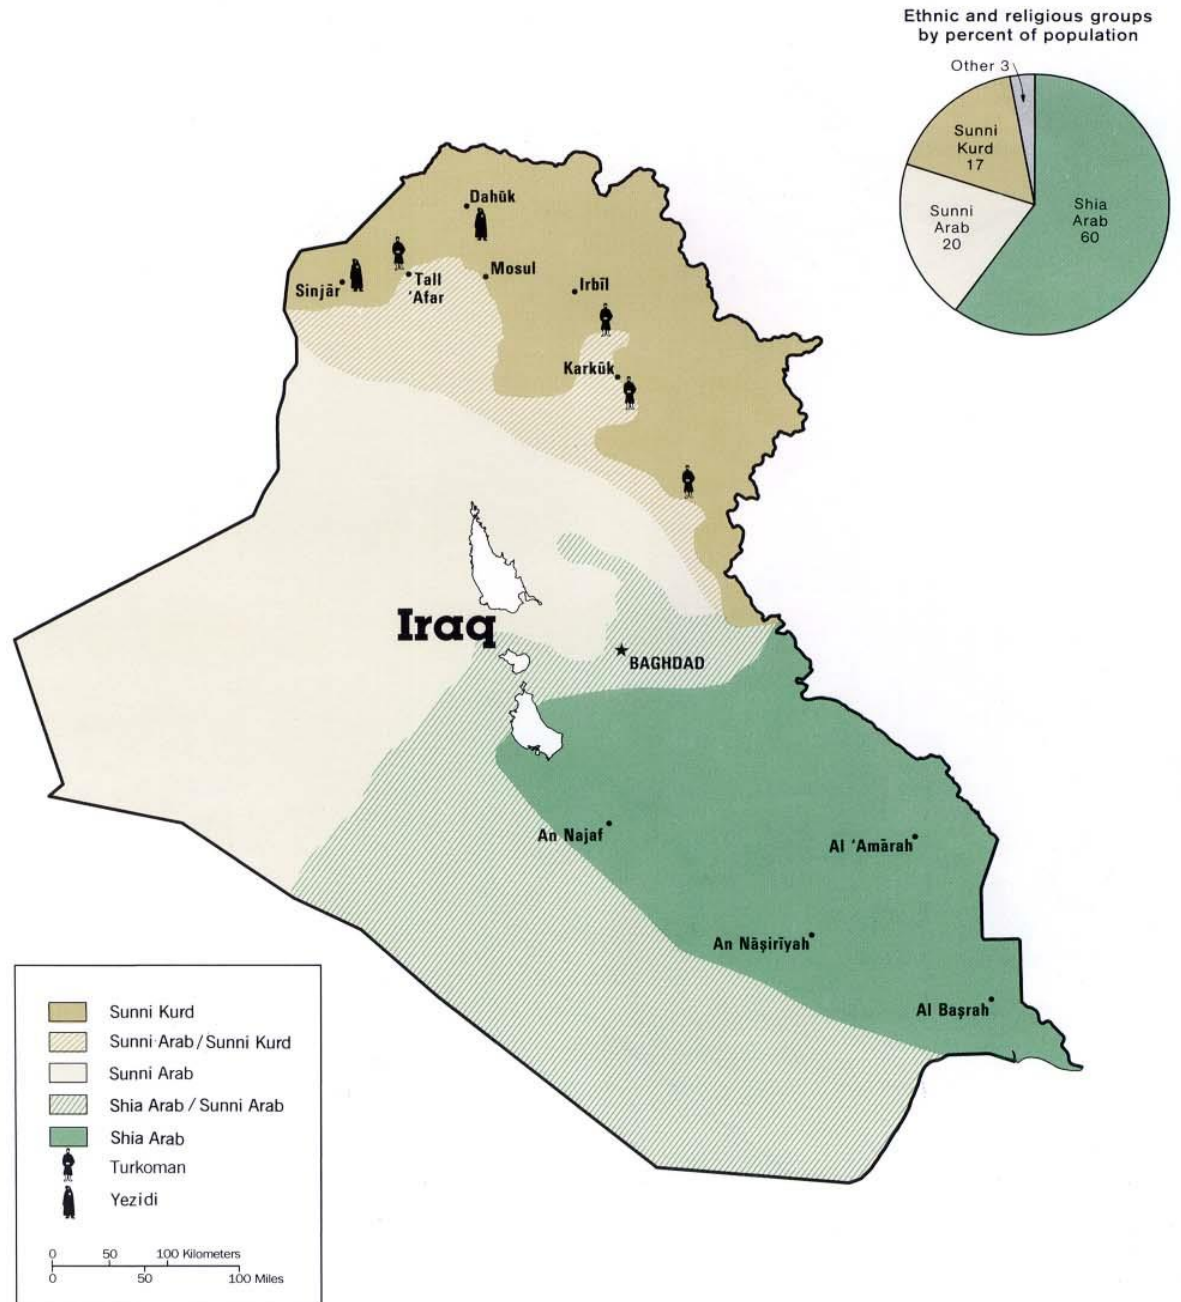 Ethnic and religious groups
by percent of population
Other 3
Sunni
Kurd
17
Sunni
Arab
20
Shia
Arab
60
Dahūk
Mosul
Sinjār
Tall
'Afar
Irbīl
Karkūk
Iraq
BAGHDAD
An Najaf
Al 'Amārah
An Nāşirīyah
Al Başrah
Sunni Kurd
Sunni Arab / Sunni Kurd
Sunni Arab
Shia Arab / Sunni Arab
Shia Arab
Turkoman
Yezidi
0 50 100 Kilometers
0 50 100 Miles